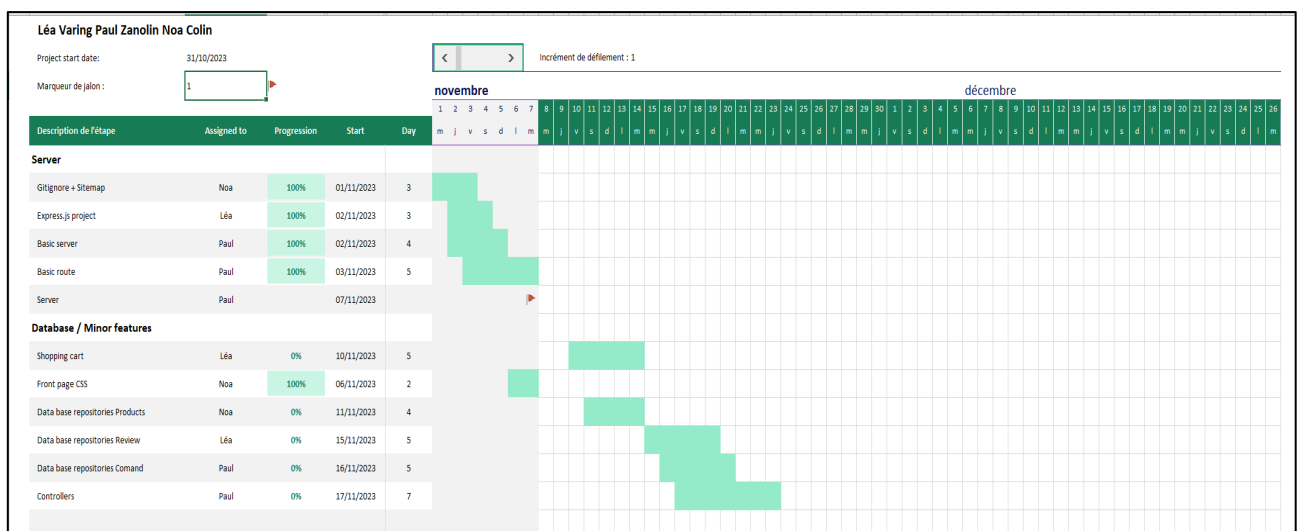 Léa Varing Paul Zanolin Noa Colin
Project start date: 31/10/2023 Incrément de défilement : 1
Marqueur de jalon : 1
novembre décembre
1 2 3 4 5 6 7 8 9 10 11 12 13 14 15 16 17 18 19 20 21 22 23 24 25 26 27 28 29 30 1 2 3 4 5 6 7 8 9 10 11 12 13 14 15 16 17 18 19 20 21 22 23 24 25 26
Description de l'étape Assigned to Progression Start Day m j v s d l m m j v s d l m m j v s d l m m j v s d l m m j v s d l m m j v s d l m m j v s d l m m j v s d l m
Server
Gitignore + Sitemap Noa 100% 01/11/2023 3
Express.js project Léa 100% 02/11/2023 3
Basic server Paul 100% 02/11/2023 4
Basic route Paul 100% 03/11/2023 5
Server Paul 07/11/2023
Database / Minor features
Shopping cart Léa 0% 10/11/2023 5
Front page CSS Noa 100% 06/11/2023 2
Data base repositories Products Noa 0% 11/11/2023 4
Data base repositories Review Léa 0% 15/11/2023 5
Data base repositories Comand Paul 0% 16/11/2023 5
Controllers Paul 0% 17/11/2023 7